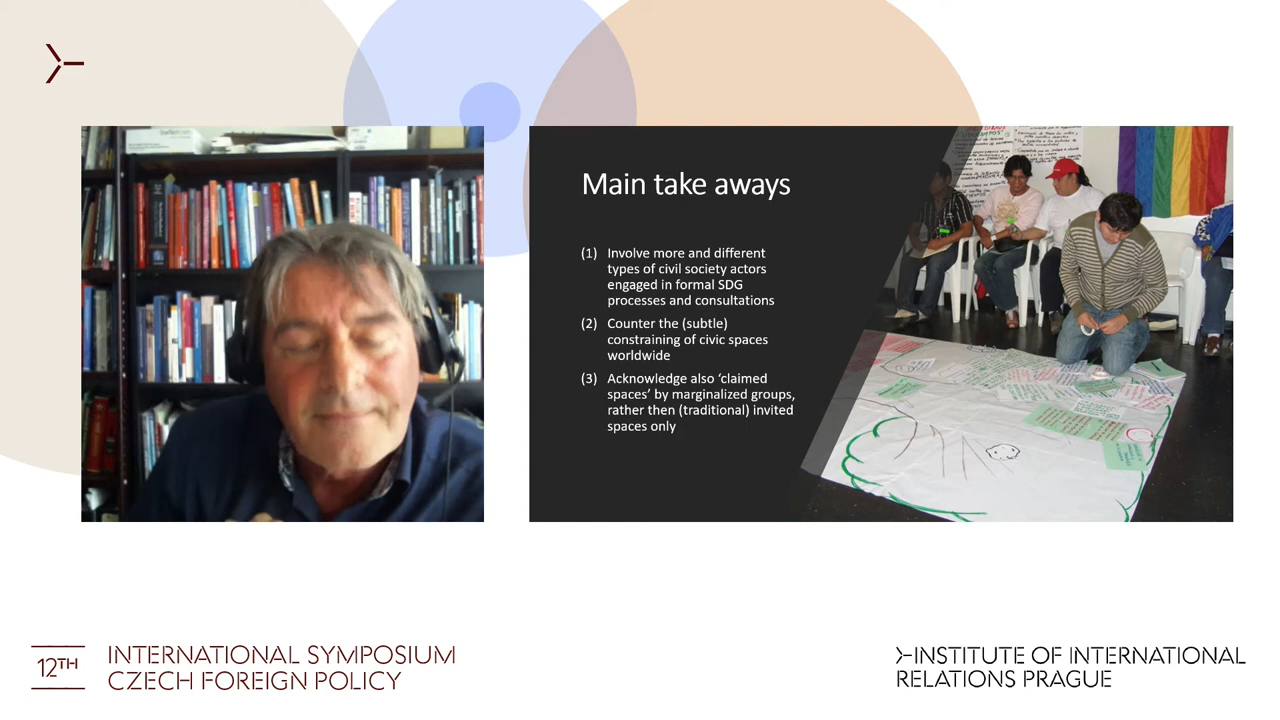 Main take aways
(1) Involve more and different
types of civil society actors
engaged in formal SDG
processes and consultations
(2) Counter the (subtle)
constraining of civic spaces
worldwide
(3) Acknowledge also ‘claimed
spaces’ by marginalized groups,
rather then (traditional) invited
spaces only
12TH
INTERNATIONAL SYMPOSIUM
CZECH FOREIGN POLICY
INSTITUTE OF INTERNATIONAL
RELATIONS PRAGUE